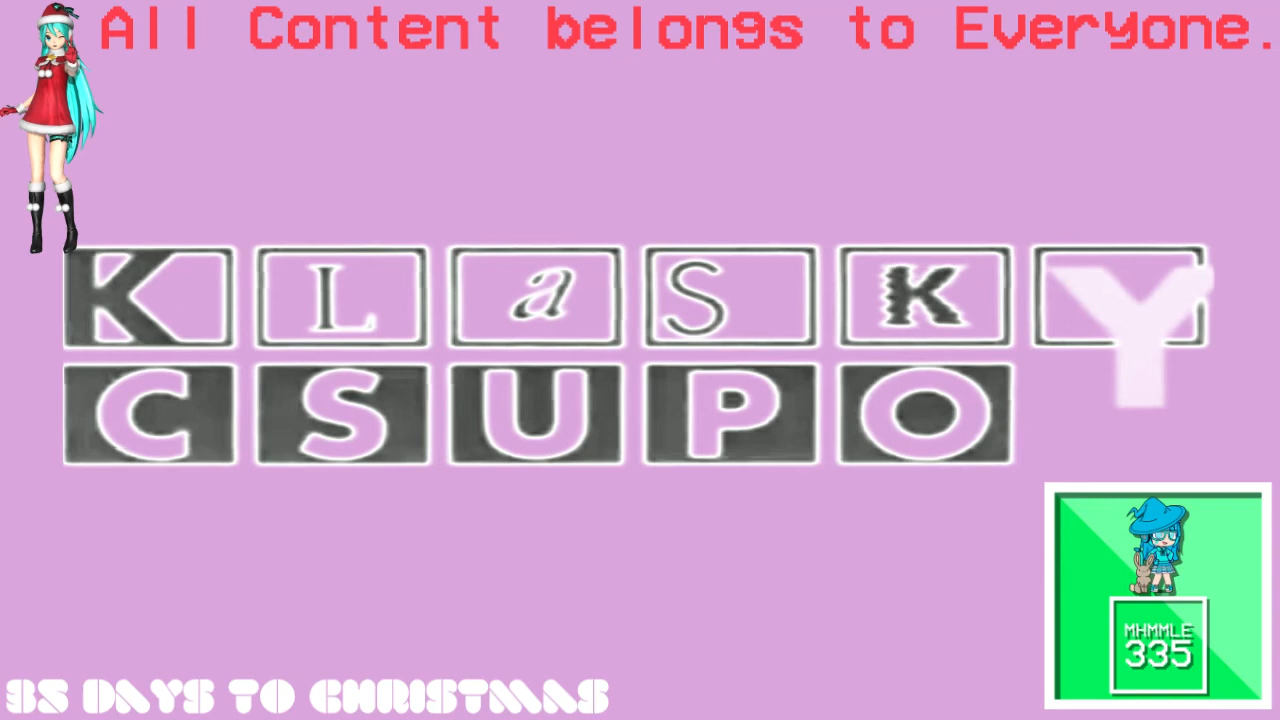 All Content belongs to Everyone.
KLaSKY
CSUPO
MHMMLE
335
35 DAYS TO CHRISTMAS